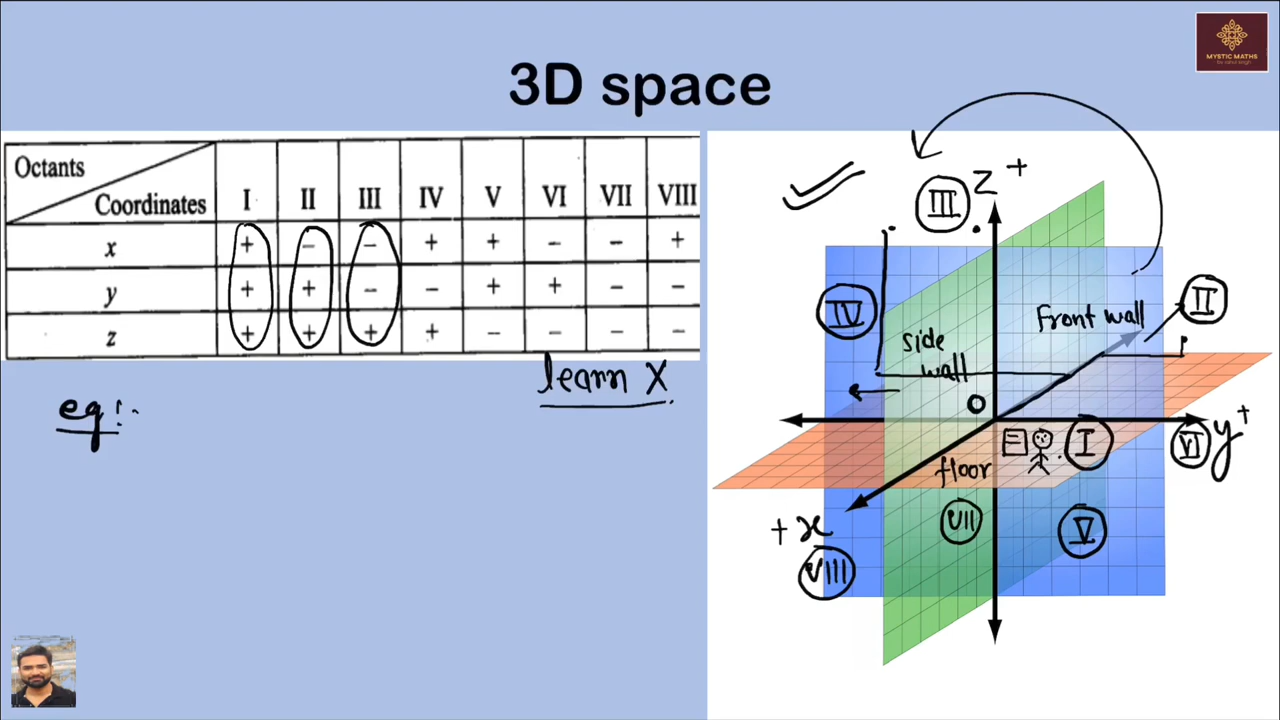 MYSTIC MATHS
3D space
Octants
Coordinates I II III IV V VI VII VIII
x + – – + + – – +
y + + – – + + – –
z + + + + – – – –
learn X
eg:-
III Z +
II
IV
Front wall
side
wall
O
I
VI y+
floor
+x
VII
V
VIII